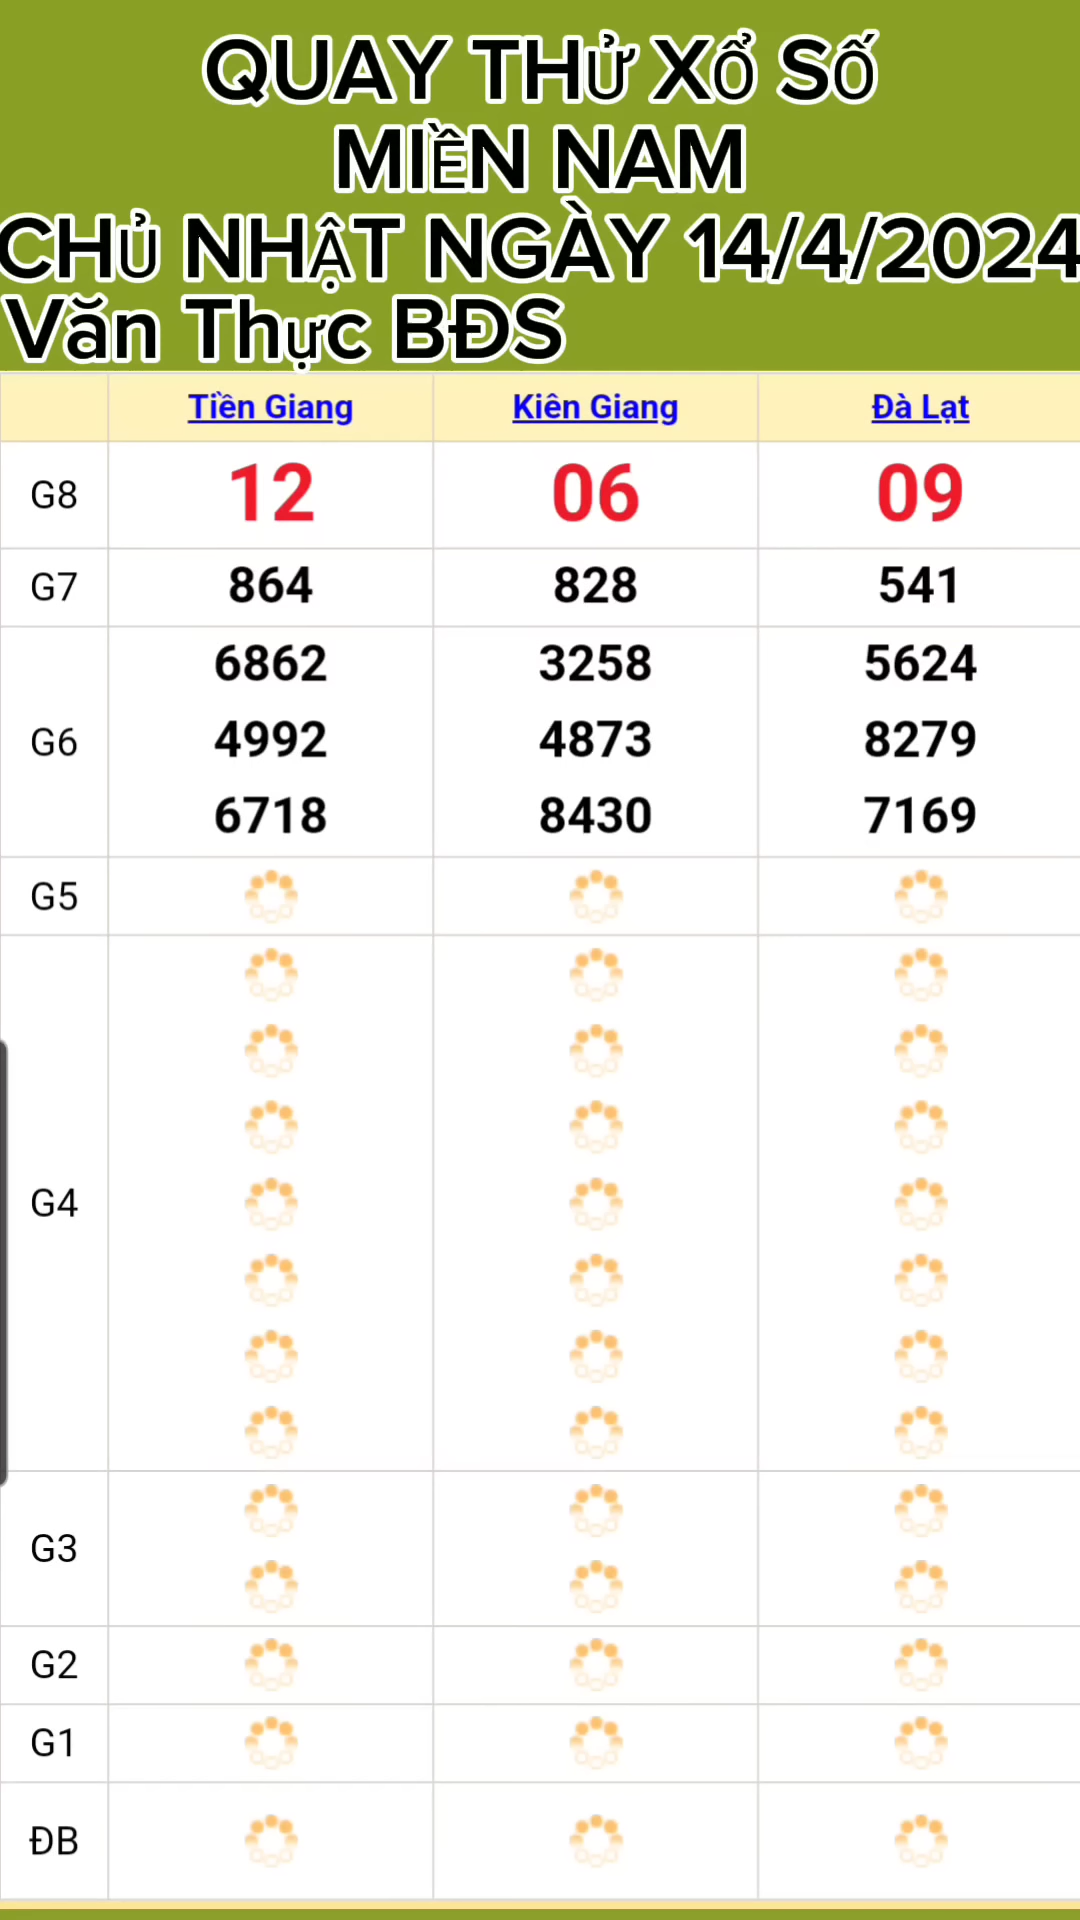 QUAY THỬ XỔ SỐ
MIỀN NAM
CHỦ NHẬT NGÀY 14/4/2024
Văn Thực BĐS
Tiền Giang Kiên Giang Đà Lạt
G8 12 06 09
G7 864 828 541
6862 3258 5624
G6 4992 4873 8279
6718 8430 7169
G5
G4
G3
G2
G1
ĐB